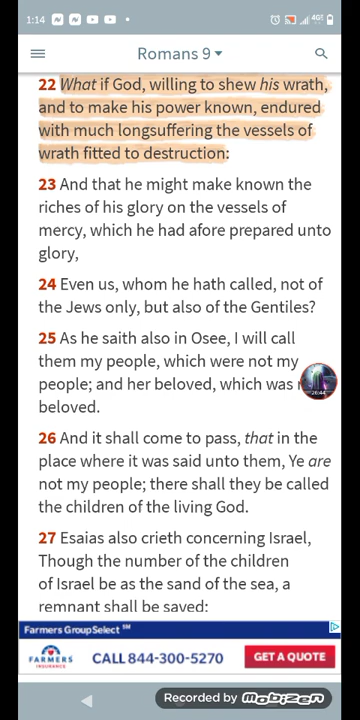 1:14
4G
Romans 9
22 What if God, willing to shew his wrath,
and to make his power known, endured
with much longsuffering the vessels of
wrath fitted to destruction:
23 And that he might make known the
riches of his glory on the vessels of
mercy, which he had afore prepared unto
glory,
24 Even us, whom he hath called, not of
the Jews only, but also of the Gentiles?
25 As he saith also in Osee, I will call
them my people, which were not my
people; and her beloved, which was
beloved.
26:44
26 And it shall come to pass, that in the
place where it was said unto them, Ye are
not my people; there shall they be called
the children of the living God.
27 Esaias also crieth concerning Israel,
Though the number of the children
of Israel be as the sand of the sea, a
remnant shall be saved:
Farmers GroupSelect SM
FARMERS
INSURANCE
CALL 844-300-5270
GET A QUOTE
Recorded by mobizen